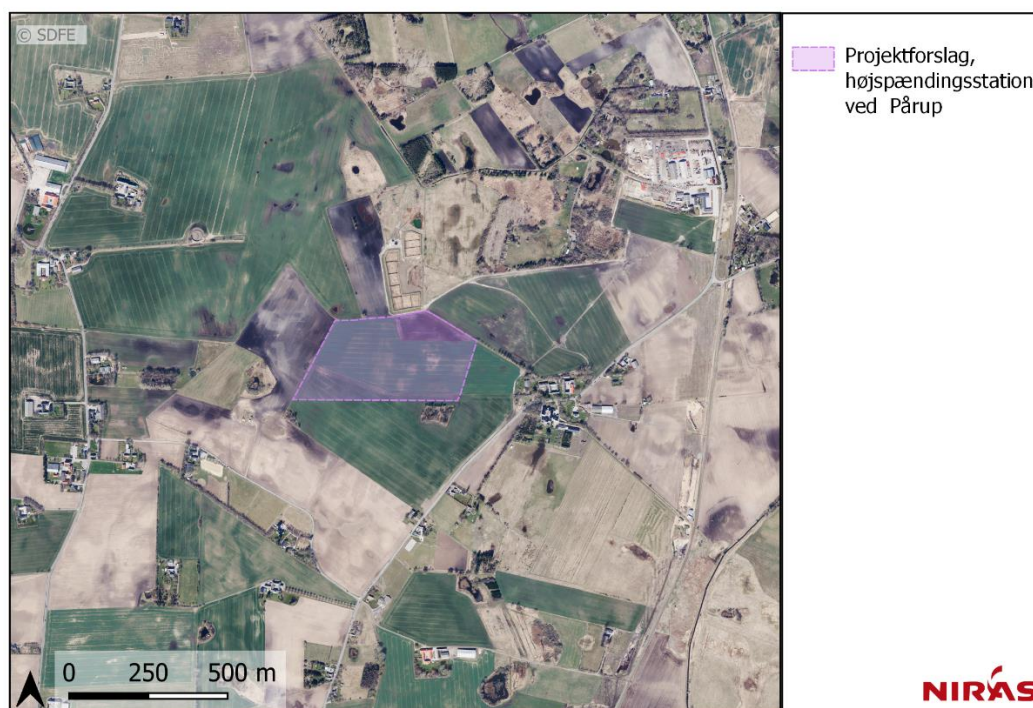 © SDFE
Projektforslag,
højspændingsstation
ved Pårup
0 250 500 m
NIRAS